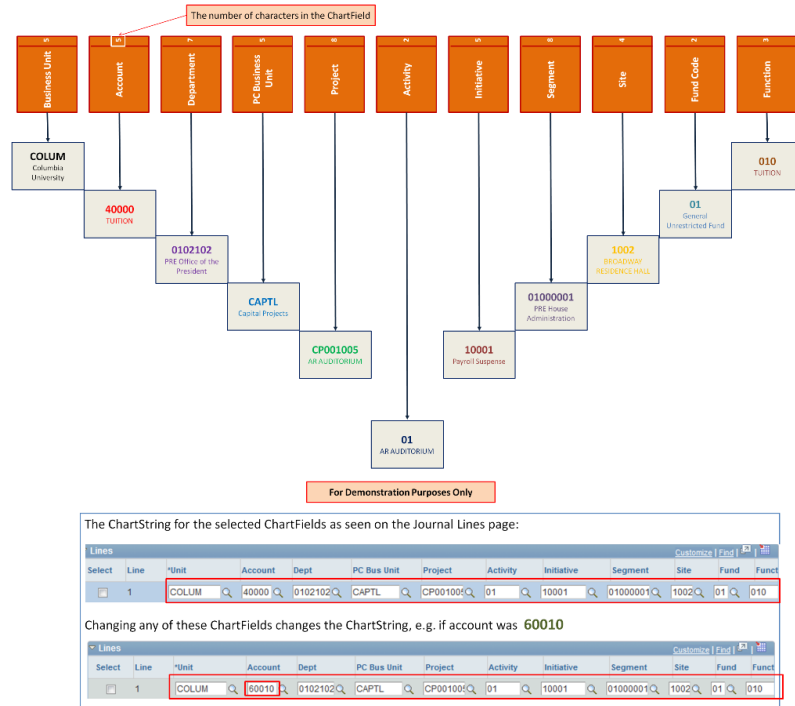 The number of characters in the ChartField
5 5 7 5 8 2 5 8 4 2 3
Business Unit
Account
Department
PC Business
Unit
Project
Activity
Initiative
Segment
Site
Fund Code
Function
COLUM
Columbia
University
40000
TUITION
0102102
PRE Office of the
President
CAPTL
Capital Projects
CP001005
AR AUDITORIUM
01
AR AUDITORIUM
10001
Payroll Suspense
01000001
PRE House
Administration
1002
BROADWAY
RESIDENCE HALL
01
General
Unrestricted Fund
010
TUITION
For Demonstration Purposes Only
The ChartString for the selected ChartFields as seen on the Journal Lines page:
Lines Customize | Find |
Select Line *Unit Account Dept PC Bus Unit Project Activity Initiative Segment Site Fund Funct
1 COLUM 40000 0102102 CAPTL CP001005 01 10001 01000001 1002 01 010
Changing any of these ChartFields changes the ChartString, e.g. if account was 60010
Lines Customize | Find |
Select Line *Unit Account Dept PC Bus Unit Project Activity Initiative Segment Site Fund Funct
1 COLUM 60010 0102102 CAPTL CP001005 01 10001 01000001 1002 01 010